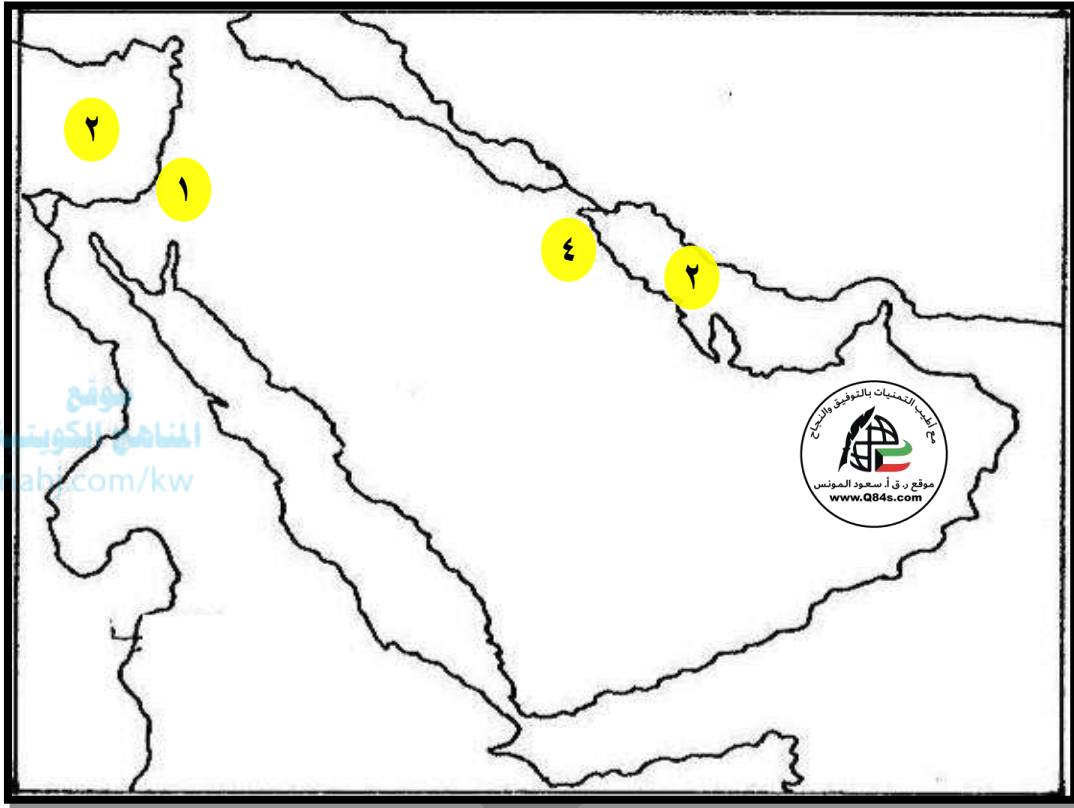 ٢
١
٤
٢
موقع
المناهج الكويتية
nahj.com/kw
مع أطيب التمنيات بالتوفيق والنجاح
موقع ر. ق أ. سعود المونس
www.Q84s.com